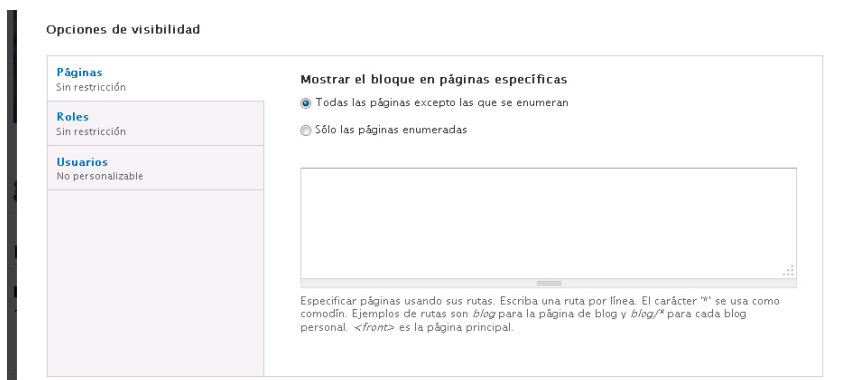 Opciones de visibilidad
Páginas
Sin restricción
Roles
Sin restricción
Usuarios
No personalizable
Mostrar el bloque en páginas específicas
Todas las páginas excepto las que se enumeran
Sólo las páginas enumeradas
Especificar páginas usando sus rutas. Escriba una ruta por línea. El carácter '*' se usa como
comodín. Ejemplos de rutas son blog para la página de blog y blog/* para cada blog
personal. <front> es la página principal.